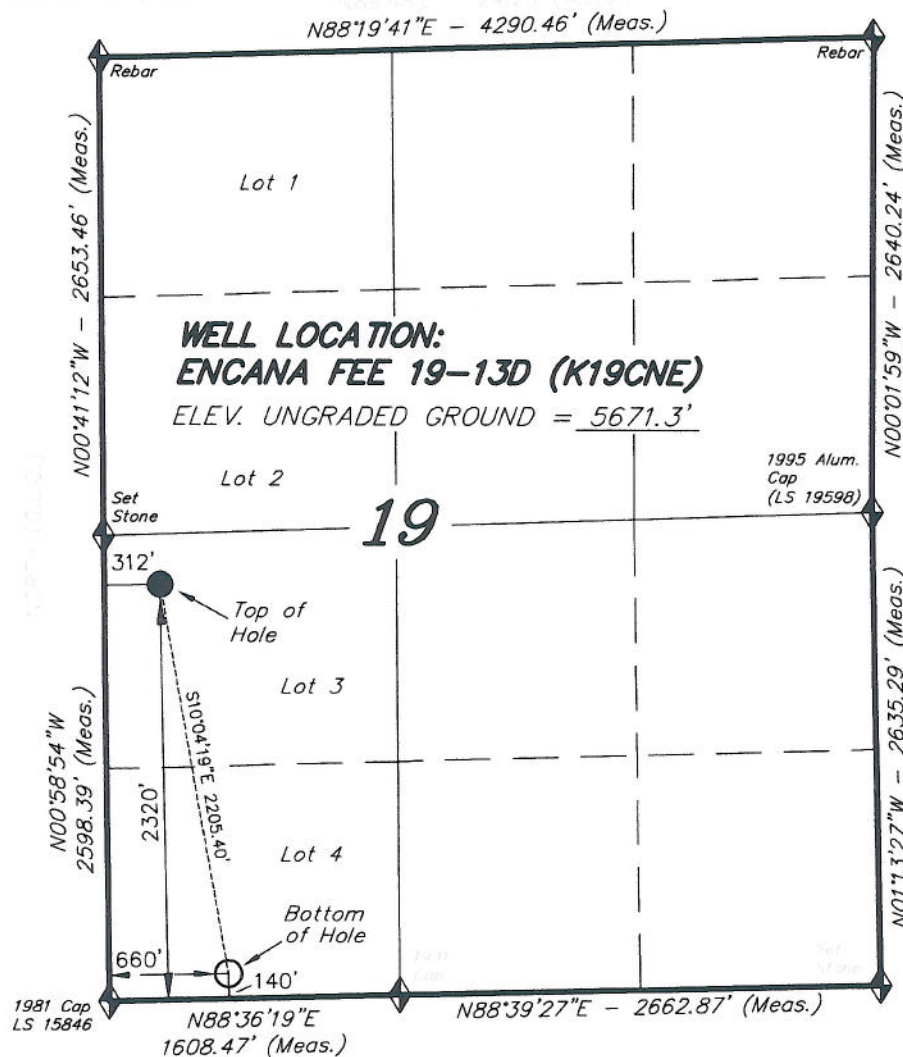 N88°19'41"E - 4290.46' (Meas.)
Rebar
Rebar
N00°41'12"W - 2653.46' (Meas.)
N00°01'59"W - 2640.24' (Meas.)
Lot 1
WELL LOCATION:
ENCANA FEE 19-13D (K19CNE)
ELEV. UNGRADED GROUND = 5671.3'
Lot 2
1995 Alum.
Cap
(LS 19598)
Set
Stone
19
312'
Top of
Hole
Lot 3
S10°04'19"E 2205.40'
2320'
N00°58'54"W
2598.39' (Meas.)
N01°13'27"W - 2635.29' (Meas.)
Lot 4
Bottom
of Hole
660'
140'
1981 Cap
LS 15846
N88°36'19"E
1608.47' (Meas.)
N88°39'27"E - 2662.87' (Meas.)
Set
Stone